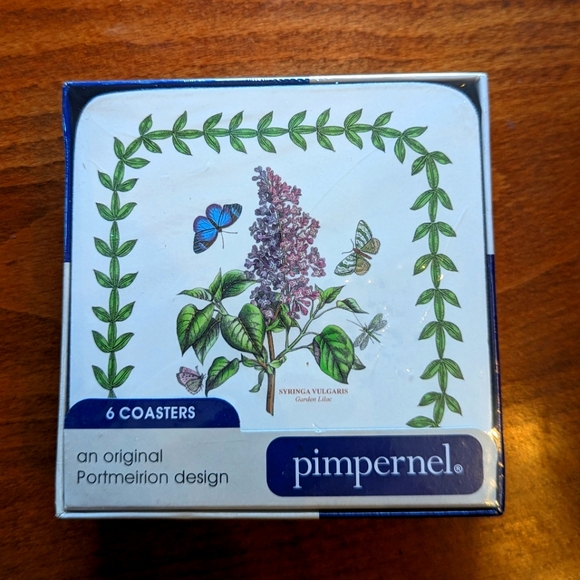 SYRINGA VULGARIS
Garden Lilac
6 COASTERS
an original
Portmeirion design
pimpernel®